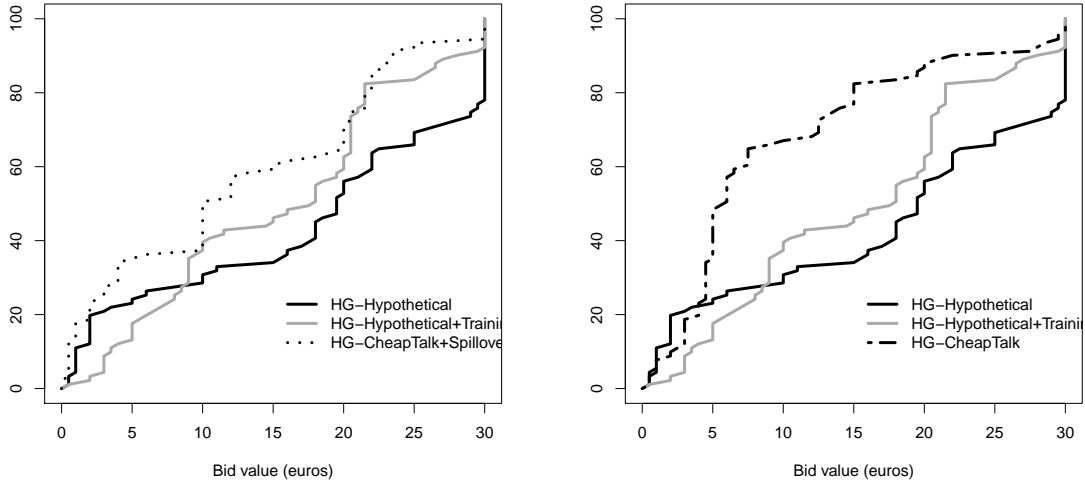 100
80
60
40
20
0
HG−Hypothetical
HG−Hypothetical+Trainin
HG−CheapTalk+Spillove
0 5 10 15 20 25 30
Bid value (euros)
100
80
60
40
20
0
HG−Hypothetical
HG−Hypothetical+Trainin
HG−CheapTalk
0 5 10 15 20 25 30
Bid value (euros)